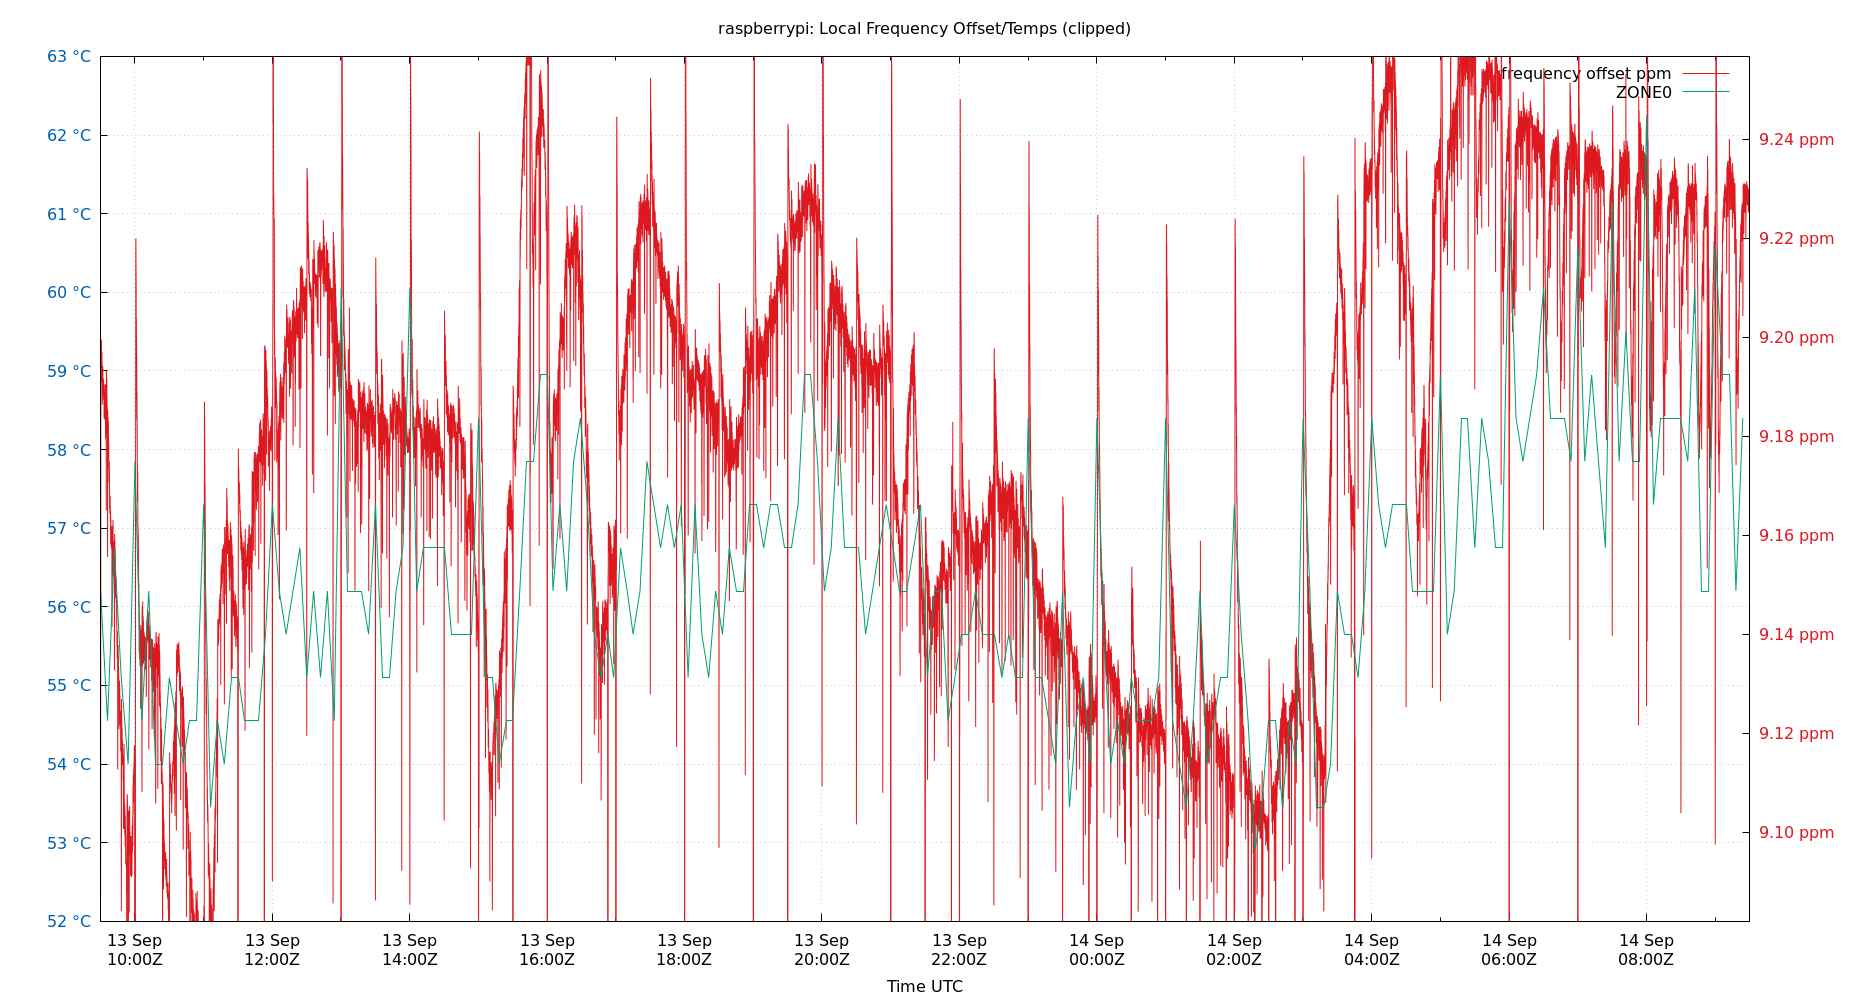 raspberrypi: Local Frequency Offset/Temps (clipped)
63 °C
62 °C
61 °C
60 °C
59 °C
58 °C
57 °C
56 °C
55 °C
54 °C
53 °C
52 °C
frequency offset ppm
ZONE0
9.24 ppm
9.22 ppm
9.20 ppm
9.18 ppm
9.16 ppm
9.14 ppm
9.12 ppm
9.10 ppm
13 Sep
10:00Z
13 Sep
12:00Z
13 Sep
14:00Z
13 Sep
16:00Z
13 Sep
18:00Z
13 Sep
20:00Z
13 Sep
22:00Z
14 Sep
00:00Z
14 Sep
02:00Z
14 Sep
04:00Z
14 Sep
06:00Z
14 Sep
08:00Z
Time UTC